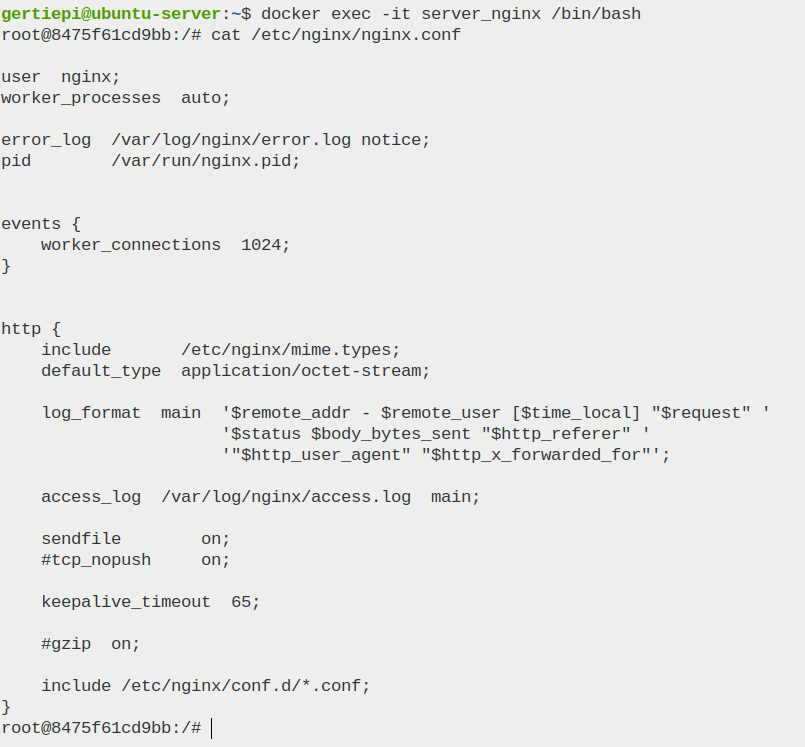 gertiepi@ubuntu-server:~$ docker exec -it server_nginx /bin/bash
root@8475f61cd9bb:/# cat /etc/nginx/nginx.conf

user  nginx;
worker_processes  auto;

error_log  /var/log/nginx/error.log notice;
pid        /var/run/nginx.pid;


events {
    worker_connections  1024;
}


http {
    include       /etc/nginx/mime.types;
    default_type  application/octet-stream;

    log_format  main  '$remote_addr - $remote_user [$time_local] "$request" '
                      '$status $body_bytes_sent "$http_referer" '
                      '"$http_user_agent" "$http_x_forwarded_for"';

    access_log  /var/log/nginx/access.log  main;

    sendfile        on;
    #tcp_nopush     on;

    keepalive_timeout  65;

    #gzip  on;

    include /etc/nginx/conf.d/*.conf;
}
root@8475f61cd9bb:/#